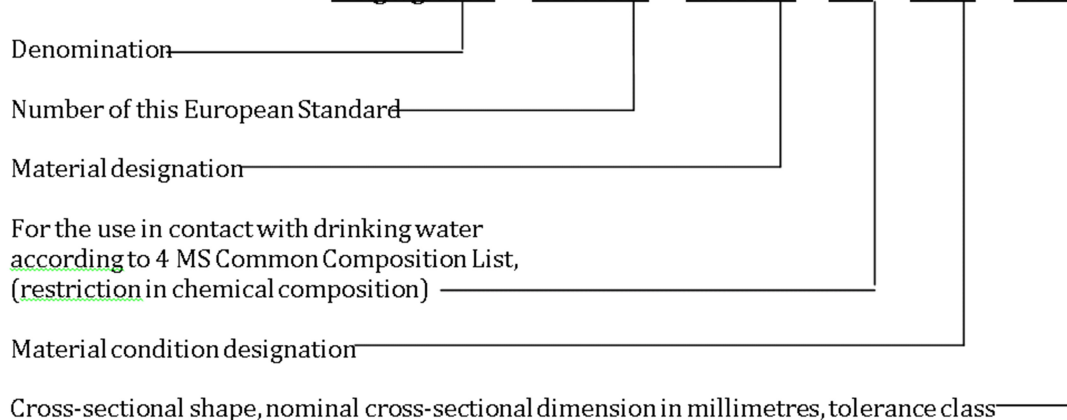 Denomination
Number of this European Standard
Material designation
For the use in contact with drinking water
according to 4 MS Common Composition List,
(restriction in chemical composition)
Material condition designation
Cross-sectional shape, nominal cross-sectional dimension in millimetres, tolerance class